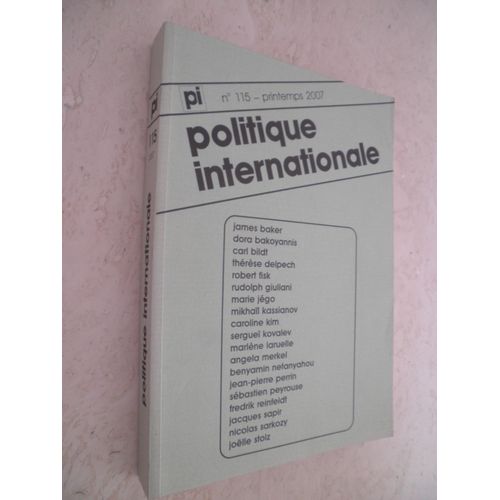 pi
n° 115 – printemps 2007
politique
internationale
james baker
dora bakoyannis
carl bildt
thérèse delpech
robert fisk
rudolph giuliani
marie jégo
mikhaïl kassianov
caroline kim
sergueï kovalev
marlène laruelle
angela merkel
benyamin netanyahou
jean-pierre perrin
sébastien peyrouse
fredrik reinfeldt
jacques sapir
nicolas sarkozy
joëlle stolz
pi
115
politique internationale